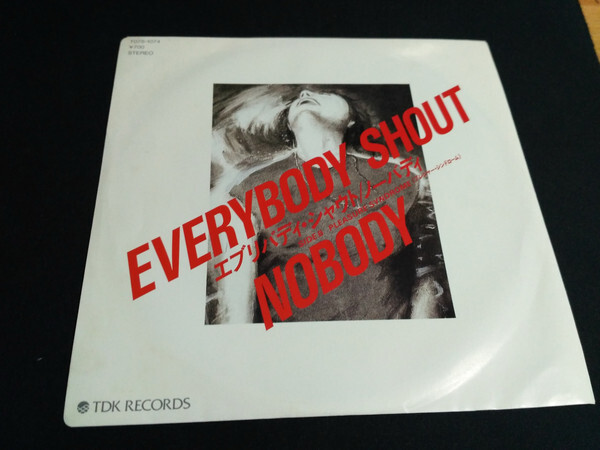 ¥700
STEREO
EVERYBODY SHOUT
エブリバディ・シャウト/ノーバディ
NOBODY
TDK RECORDS